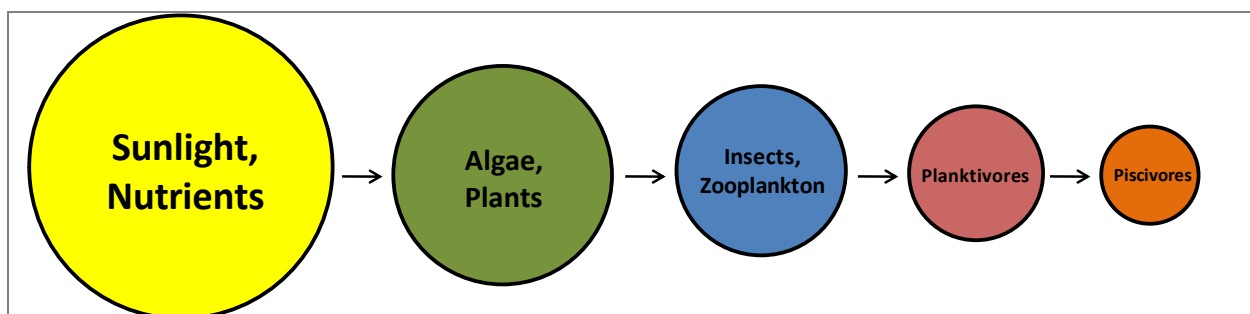 Sunlight,
Nutrients
Algae,
Plants
Insects,
Zooplankton
Planktivores
Piscivores